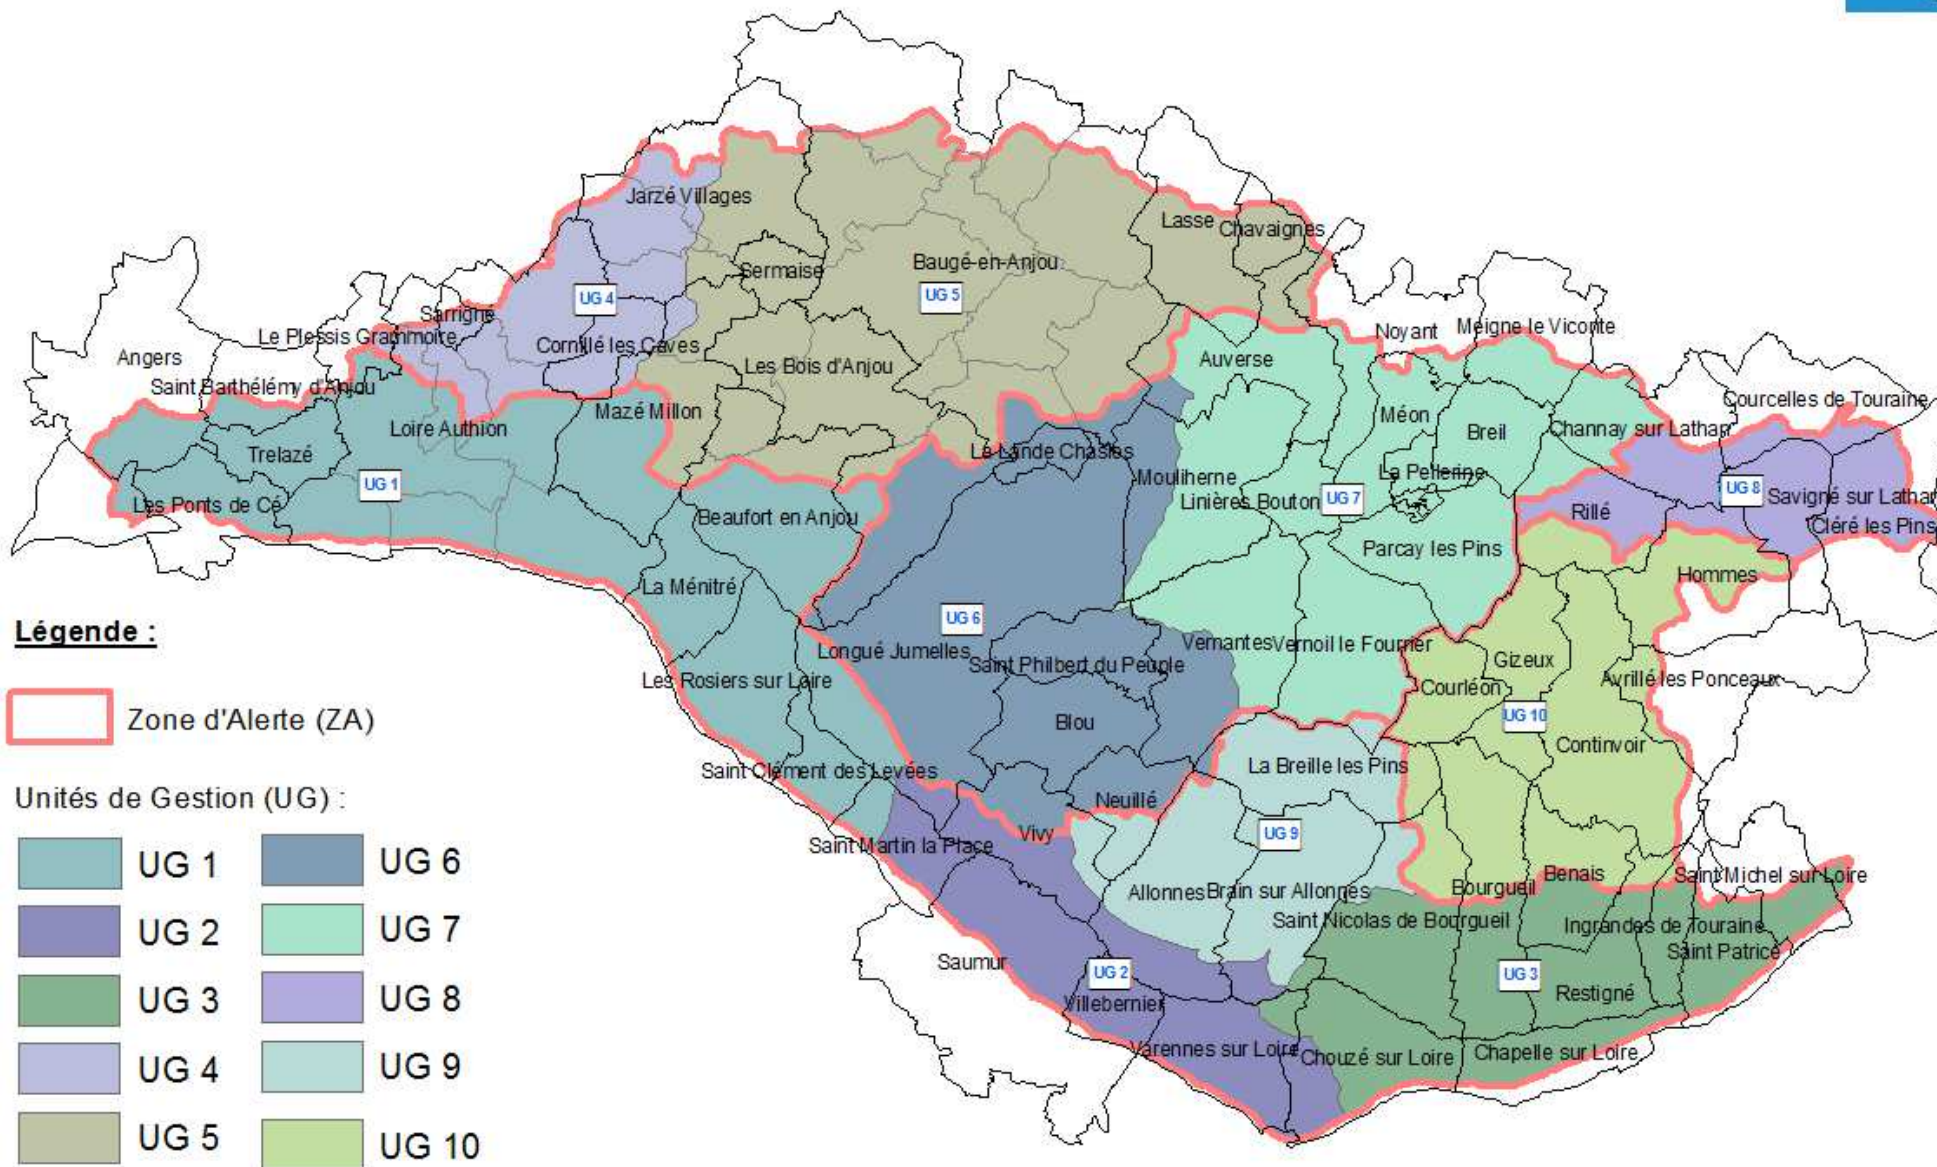 Jarzé Villages
Lasse
Chavaignes
Sermaise
Baugé-en-Anjou
UG 4
UG 5
Sarrigné
Le Plessis Grammoire
Noyant
Meigne le Viconte
Angers
Cornillé les Caves
Auverse
Les Bois d'Anjou
Saint Barthélémy d'Anjou
Courcelles de Touraine
Mazé Millon
Méon
Loire Authion
Breil
Channay sur Lathan
Trelazé
Le Lande Chasles
La Pellerine
Mouliherne
UG 1
Linières Bouton
UG 7
UG 8
Savigné sur Lathan
Les Ponts de Cé
Beaufort en Anjou
Rillé
Cléré les Pins
Parcay les Pins
Hommes
La Ménitré
UG 6
Légende :
Vernantes
Vernoil le Fourrier
Longué Jumelles
Saint Philbert du Peuple
Gizeux
Les Rosiers sur Loire
Courléon
Avrillé les Ponceaux
Zone d'Alerte (ZA)
Blou
UG 10
Continvoir
Saint Clément des Levées
La Breille les Pins
Unités de Gestion (UG) :
Neuillé
Vivy
UG 9
Saint Martin la Place
UG 1
UG 6
Bourgueil
Benais
Saint Michel sur Loire
Allonnes
Brain sur Allonnes
Saint Nicolas de Bourgueil
Ingrandes de Touraine
UG 2
UG 7
Saint Patrice
Saumur
UG 2
UG 3
Villebernier
Restigné
UG 3
UG 8
Varennes sur Loire
Chouzé sur Loire
Chapelle sur Loire
UG 4
UG 9
UG 5
UG 10